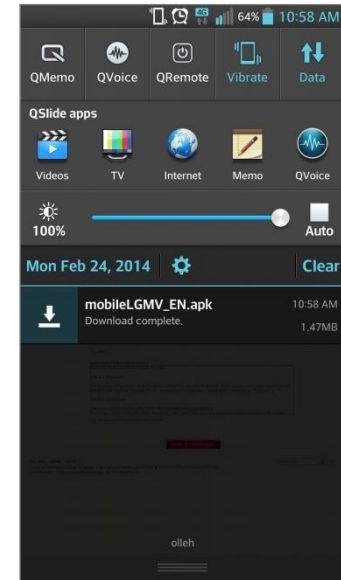 64% 10:58 AM
QMemo QVoice QRemote Vibrate Data
QSlide apps
Videos TV Internet Memo QVoice
100% Auto
Mon Feb 24, 2014 Clear
mobileLGMV_EN.apk 10:58 AM
Download complete. 1.47MB
olleh